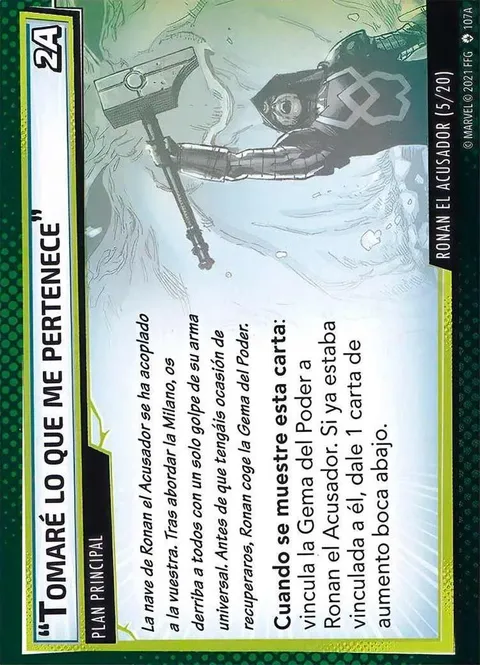 “TOMARÉ LO QUE ME PERTENECE”
2A
PLAN PRINCIPAL
La nave de Ronan el Acusador se ha acoplado
a la vuestra. Tras abordar la Milano, os
derriba a todos con un solo golpe de su arma
universal. Antes de que tengáis ocasión de
recuperaros, Ronan coge la Gema del Poder.
Cuando se muestre esta carta:
vincula la Gema del Poder a
Ronan el Acusador. Si ya estaba
vinculada a él, dale 1 carta de
aumento boca abajo.
RONAN EL ACUSADOR (5/20)
© MARVEL © 2021 FFG 107A